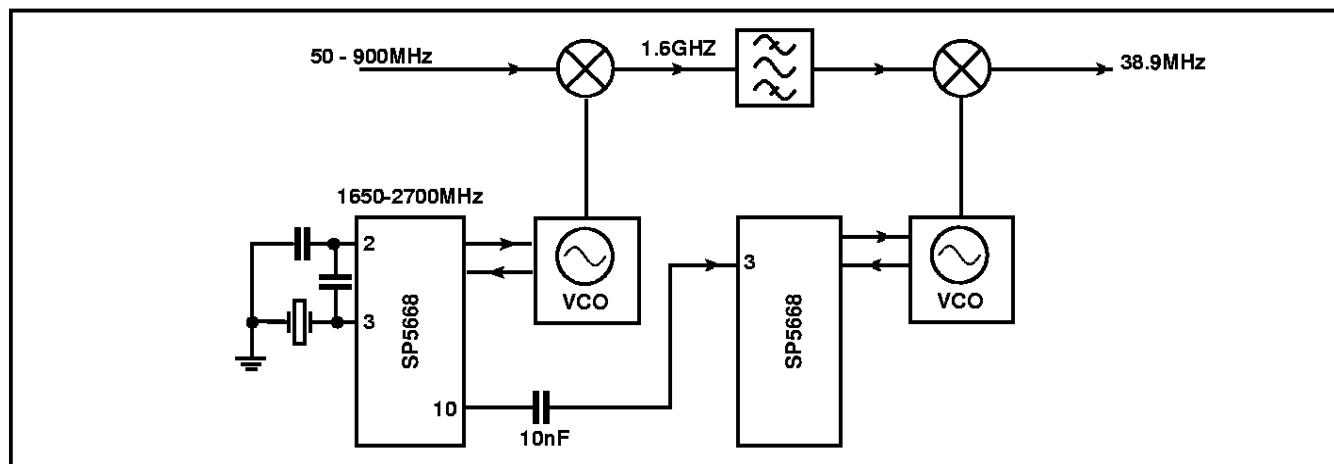 50 - 900MHz
1.6GHZ
38.9MHz
1650-2700MHz
2
3
SP5668
10
VCO
10nF
3
SP5668
VCO